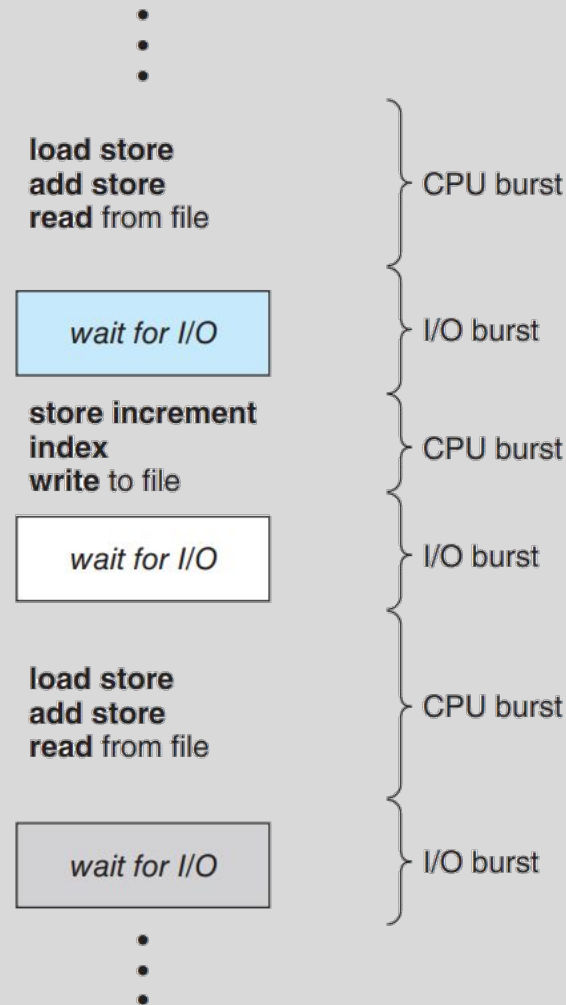 load store
add store
read from file
CPU burst
wait for I/O
I/O burst
store increment
index
write to file
CPU burst
wait for I/O
I/O burst
load store
add store
read from file
CPU burst
wait for I/O
I/O burst